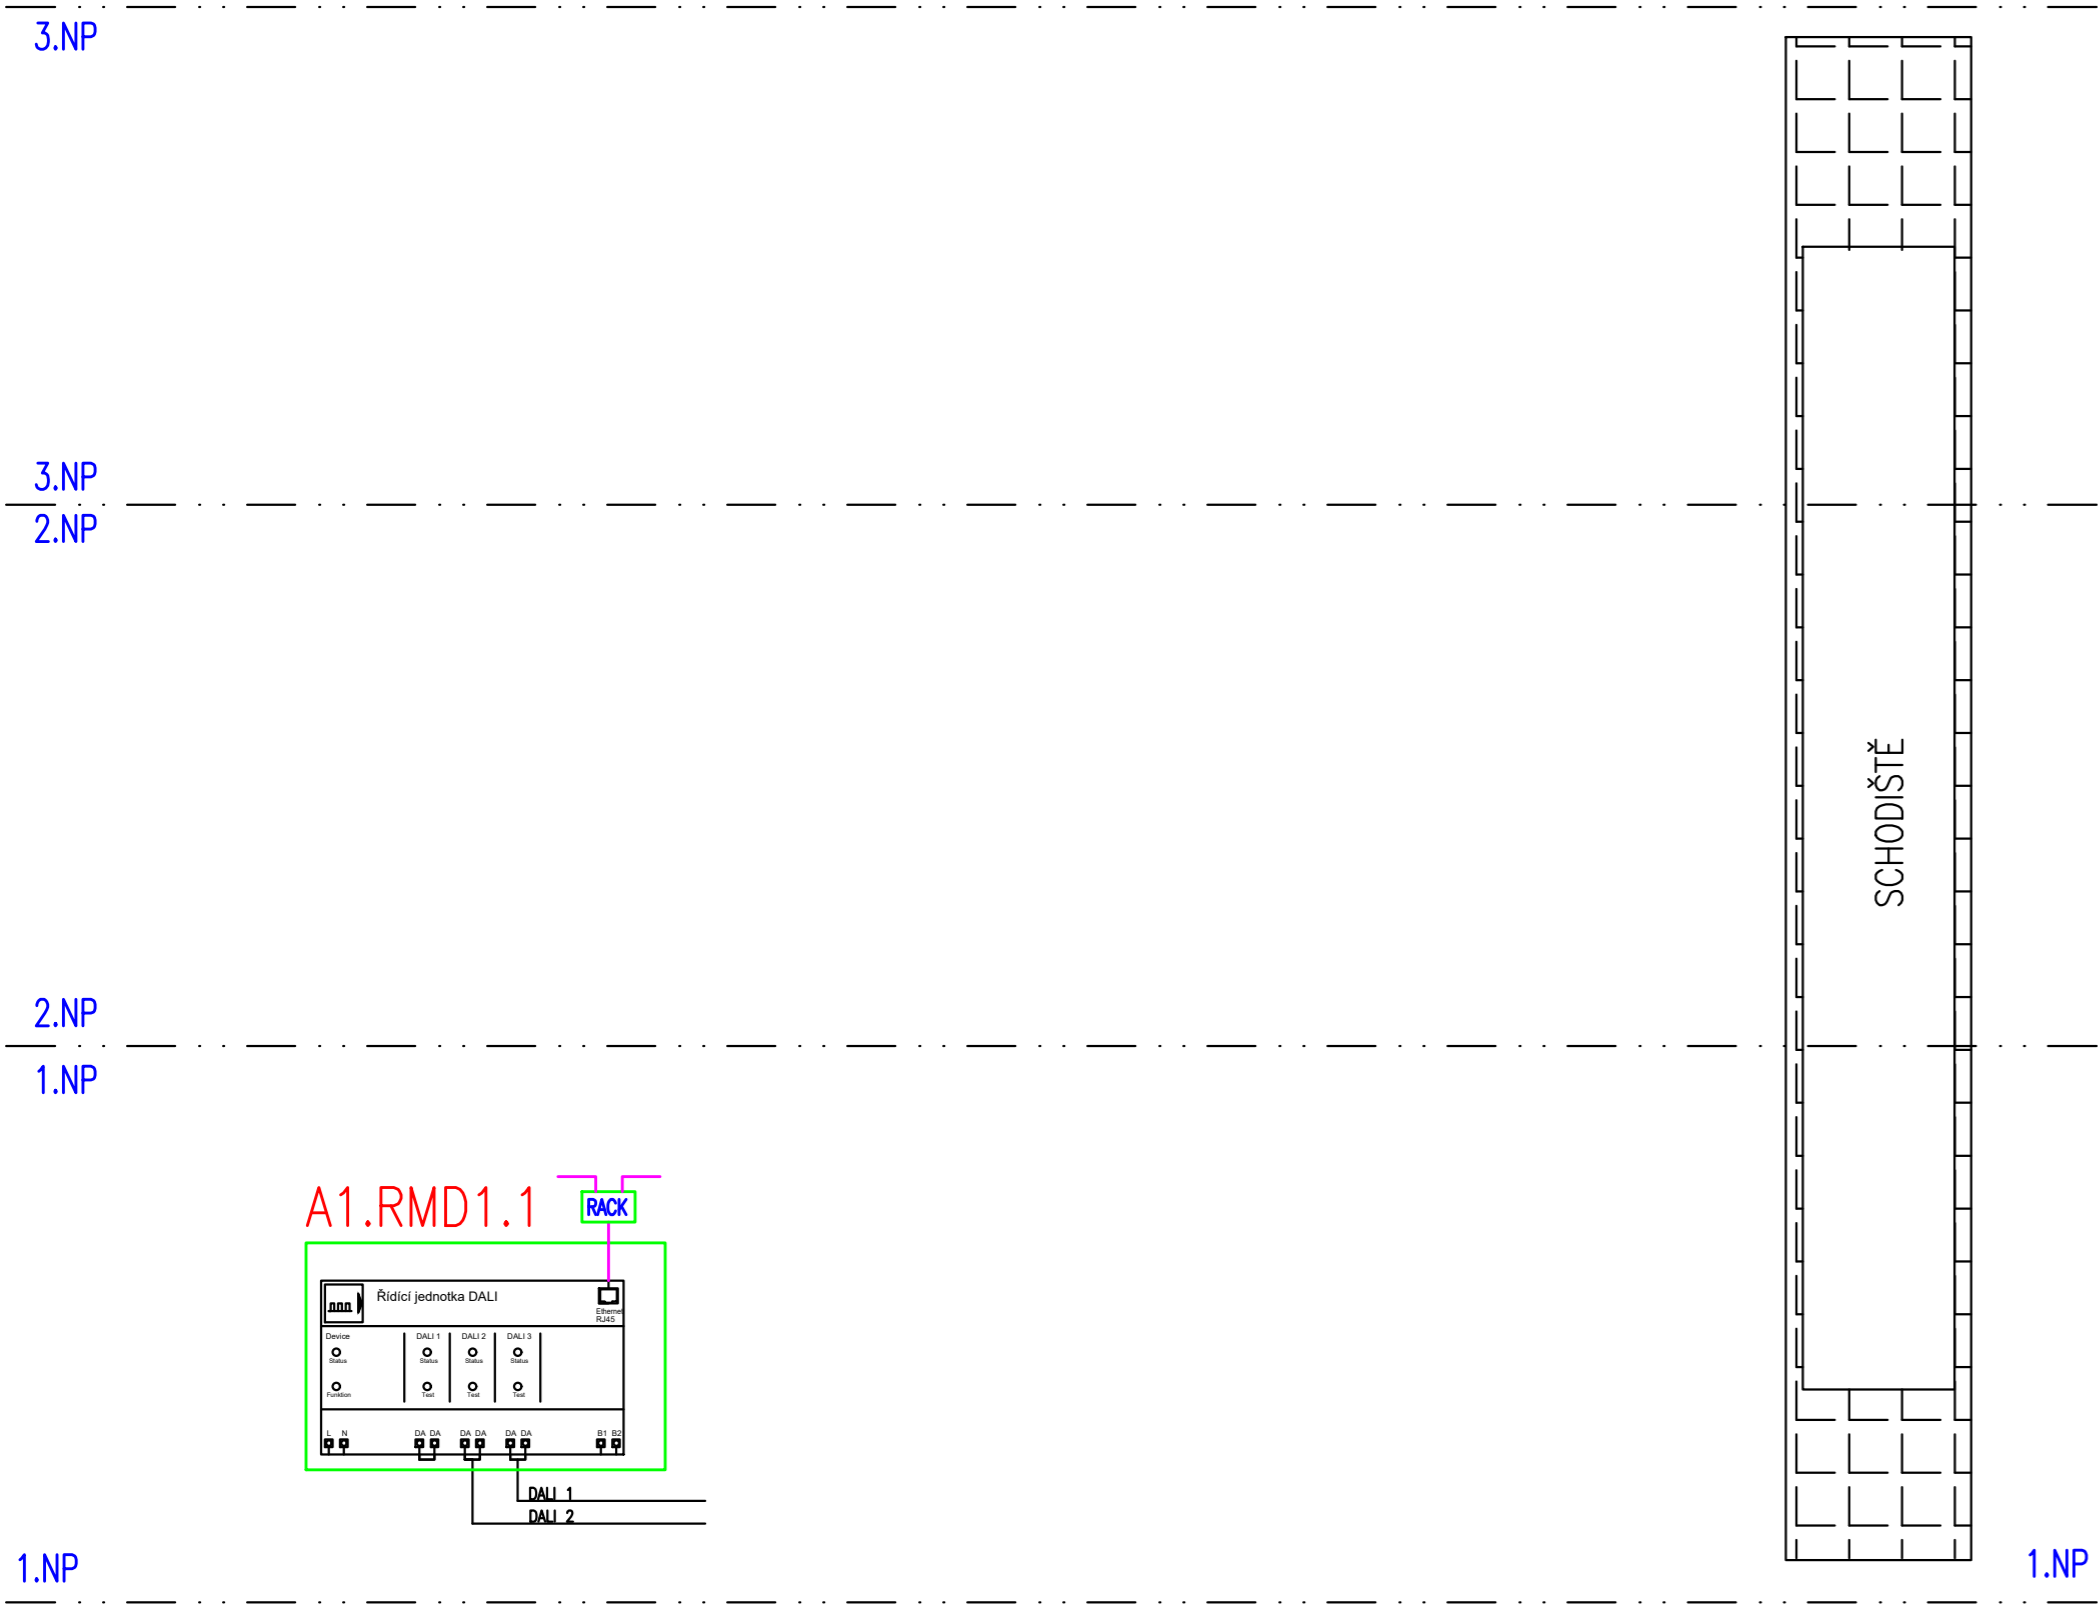 3.NP
3.NP
2.NP
SCHODIŠTĚ
2.NP
1.NP
A1.RMD1.1
RACK
Řídící jednotka DALI
Ethernet
RJ45
Device DALI 1 DALI 2 DALI 3
Status Status Status Status
Funktion Test Test Test
L N DA DA DA DA DA DA B1 B2
DALI 1
DALI 2
1.NP 1.NP